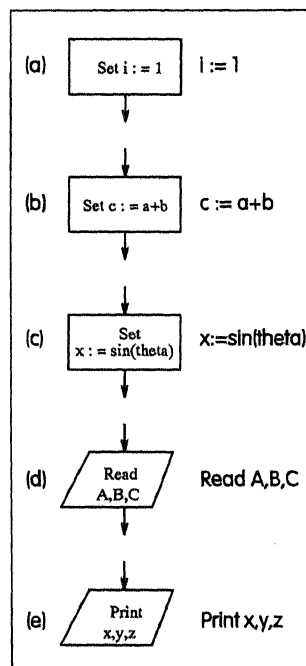 (a) Set i : = 1 i := 1
(b) Set c : = a+b c := a+b
(c) Set
x : = sin(theta) x:=sin(theta)
(d) Read
A,B,C Read A,B,C
(e) Print
x,y,z Print x,y,z